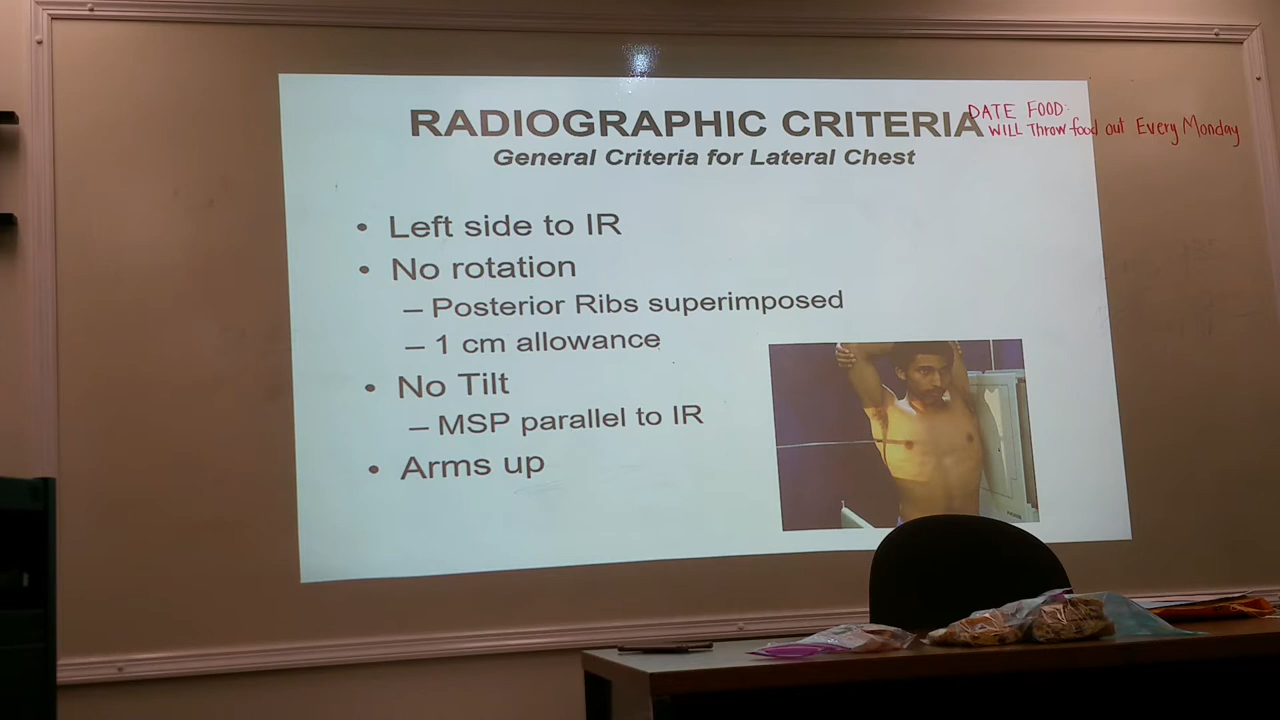 RADIOGRAPHIC CRITERIA
General Criteria for Lateral Chest
DATE FOOD:
WILL Throw food out Every Monday
• Left side to IR
• No rotation
– Posterior Ribs superimposed
– 1 cm allowance
• No Tilt
– MSP parallel to IR
• Arms up